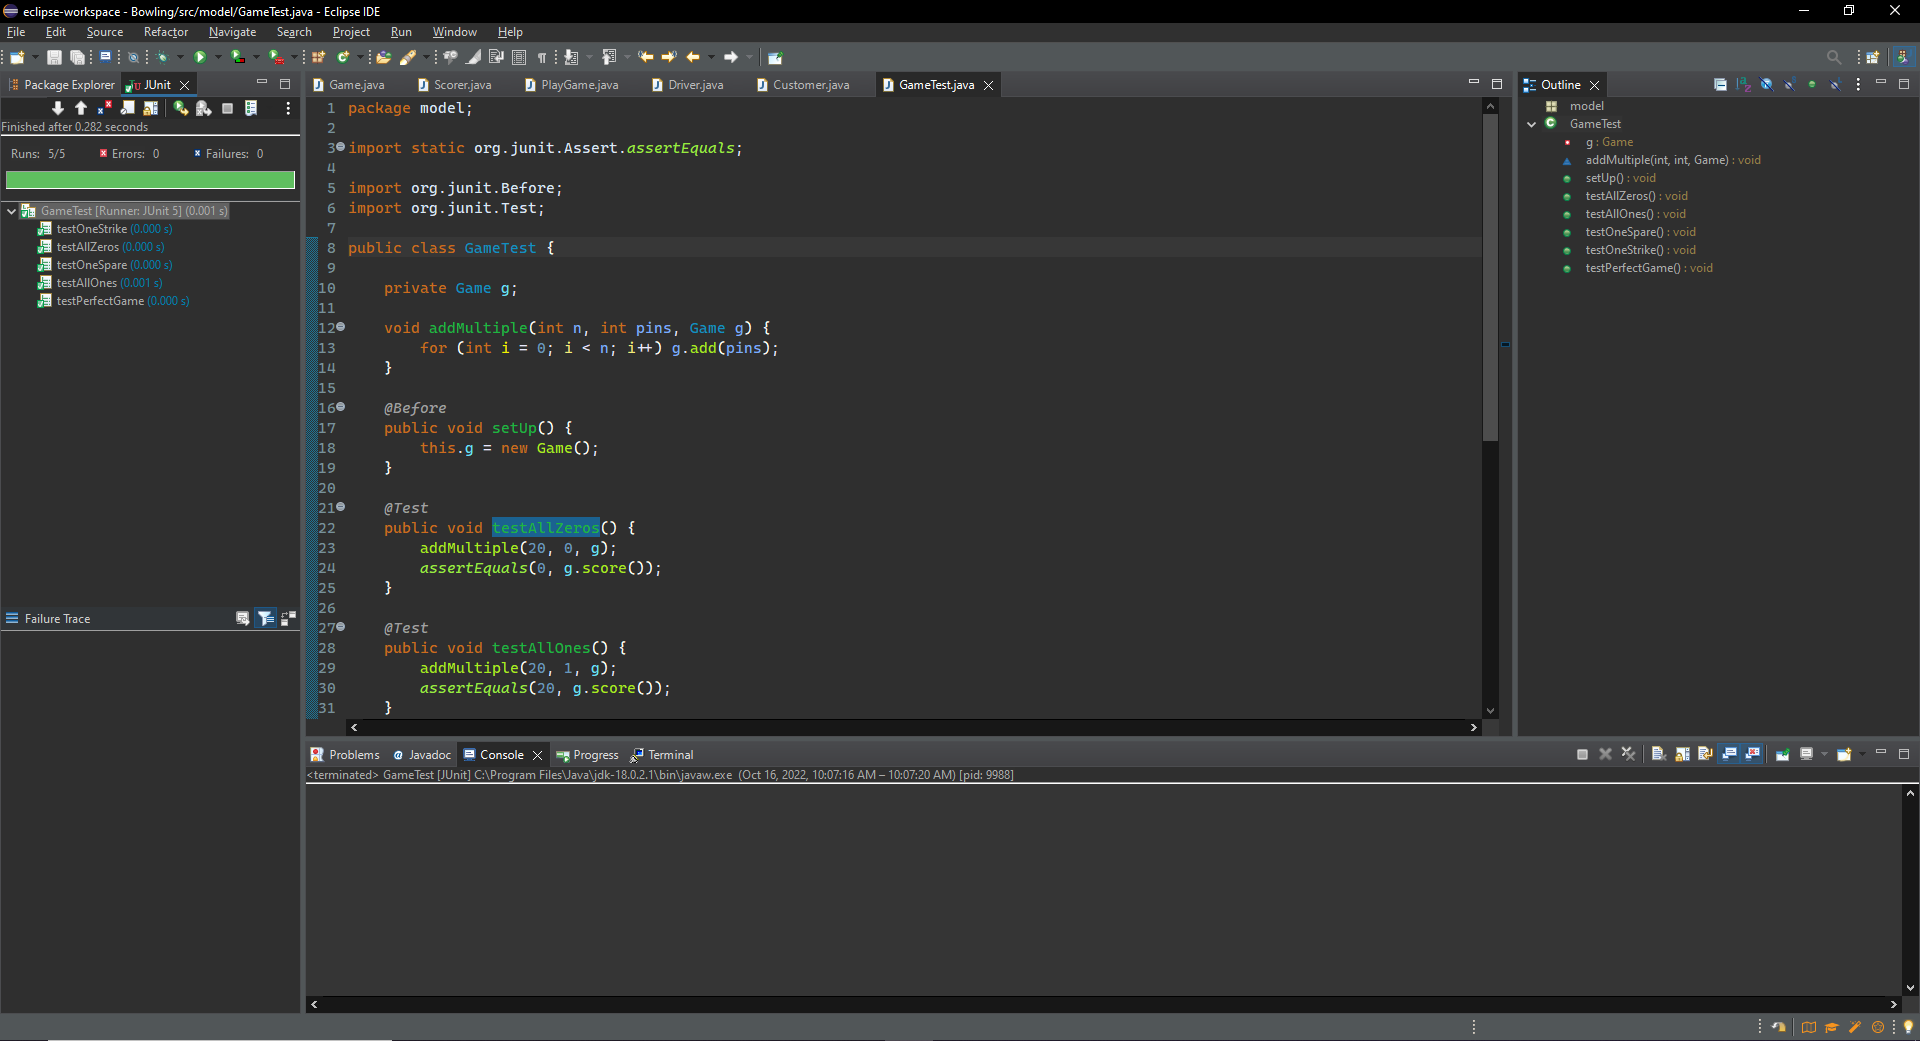 eclipse-workspace - Bowling/src/model/GameTest.java - Eclipse IDE
File Edit Source Refactor Navigate Search Project Run Window Help
Package Explorer JUnit
Finished after 0.282 seconds
Runs: 5/5 Errors: 0 Failures: 0
GameTest [Runner: JUnit 5] (0.001 s)
testOneStrike (0.000 s)
testAllZeros (0.000 s)
testOneSpare (0.000 s)
testAllOnes (0.001 s)
testPerfectGame (0.000 s)
Failure Trace
Game.java Scorer.java PlayGame.java Driver.java Customer.java GameTest.java
1 package model;
2
3 import static org.junit.Assert.assertEquals;
4
5 import org.junit.Before;
6 import org.junit.Test;
7
8 public class GameTest {
9
10 private Game g;
11
12 void addMultiple(int n, int pins, Game g) {
13 for (int i = 0; i < n; i++) g.add(pins);
14 }
15
16 @Before
17 public void setUp() {
18 this.g = new Game();
19 }
20
21 @Test
22 public void testAllZeros() {
23 addMultiple(20, 0, g);
24 assertEquals(0, g.score());
25 }
26
27 @Test
28 public void testAllOnes() {
29 addMultiple(20, 1, g);
30 assertEquals(20, g.score());
31 }
Outline
model
GameTest
g : Game
addMultiple(int, int, Game) : void
setUp() : void
testAllZeros() : void
testAllOnes() : void
testOneSpare() : void
testOneStrike() : void
testPerfectGame() : void
Problems Javadoc Console Progress Terminal
<terminated> GameTest [JUnit] C:\Program Files\Java\jdk-18.0.2.1\bin\javaw.exe (Oct 16, 2022, 10:07:16 AM – 10:07:20 AM) [pid: 9988]